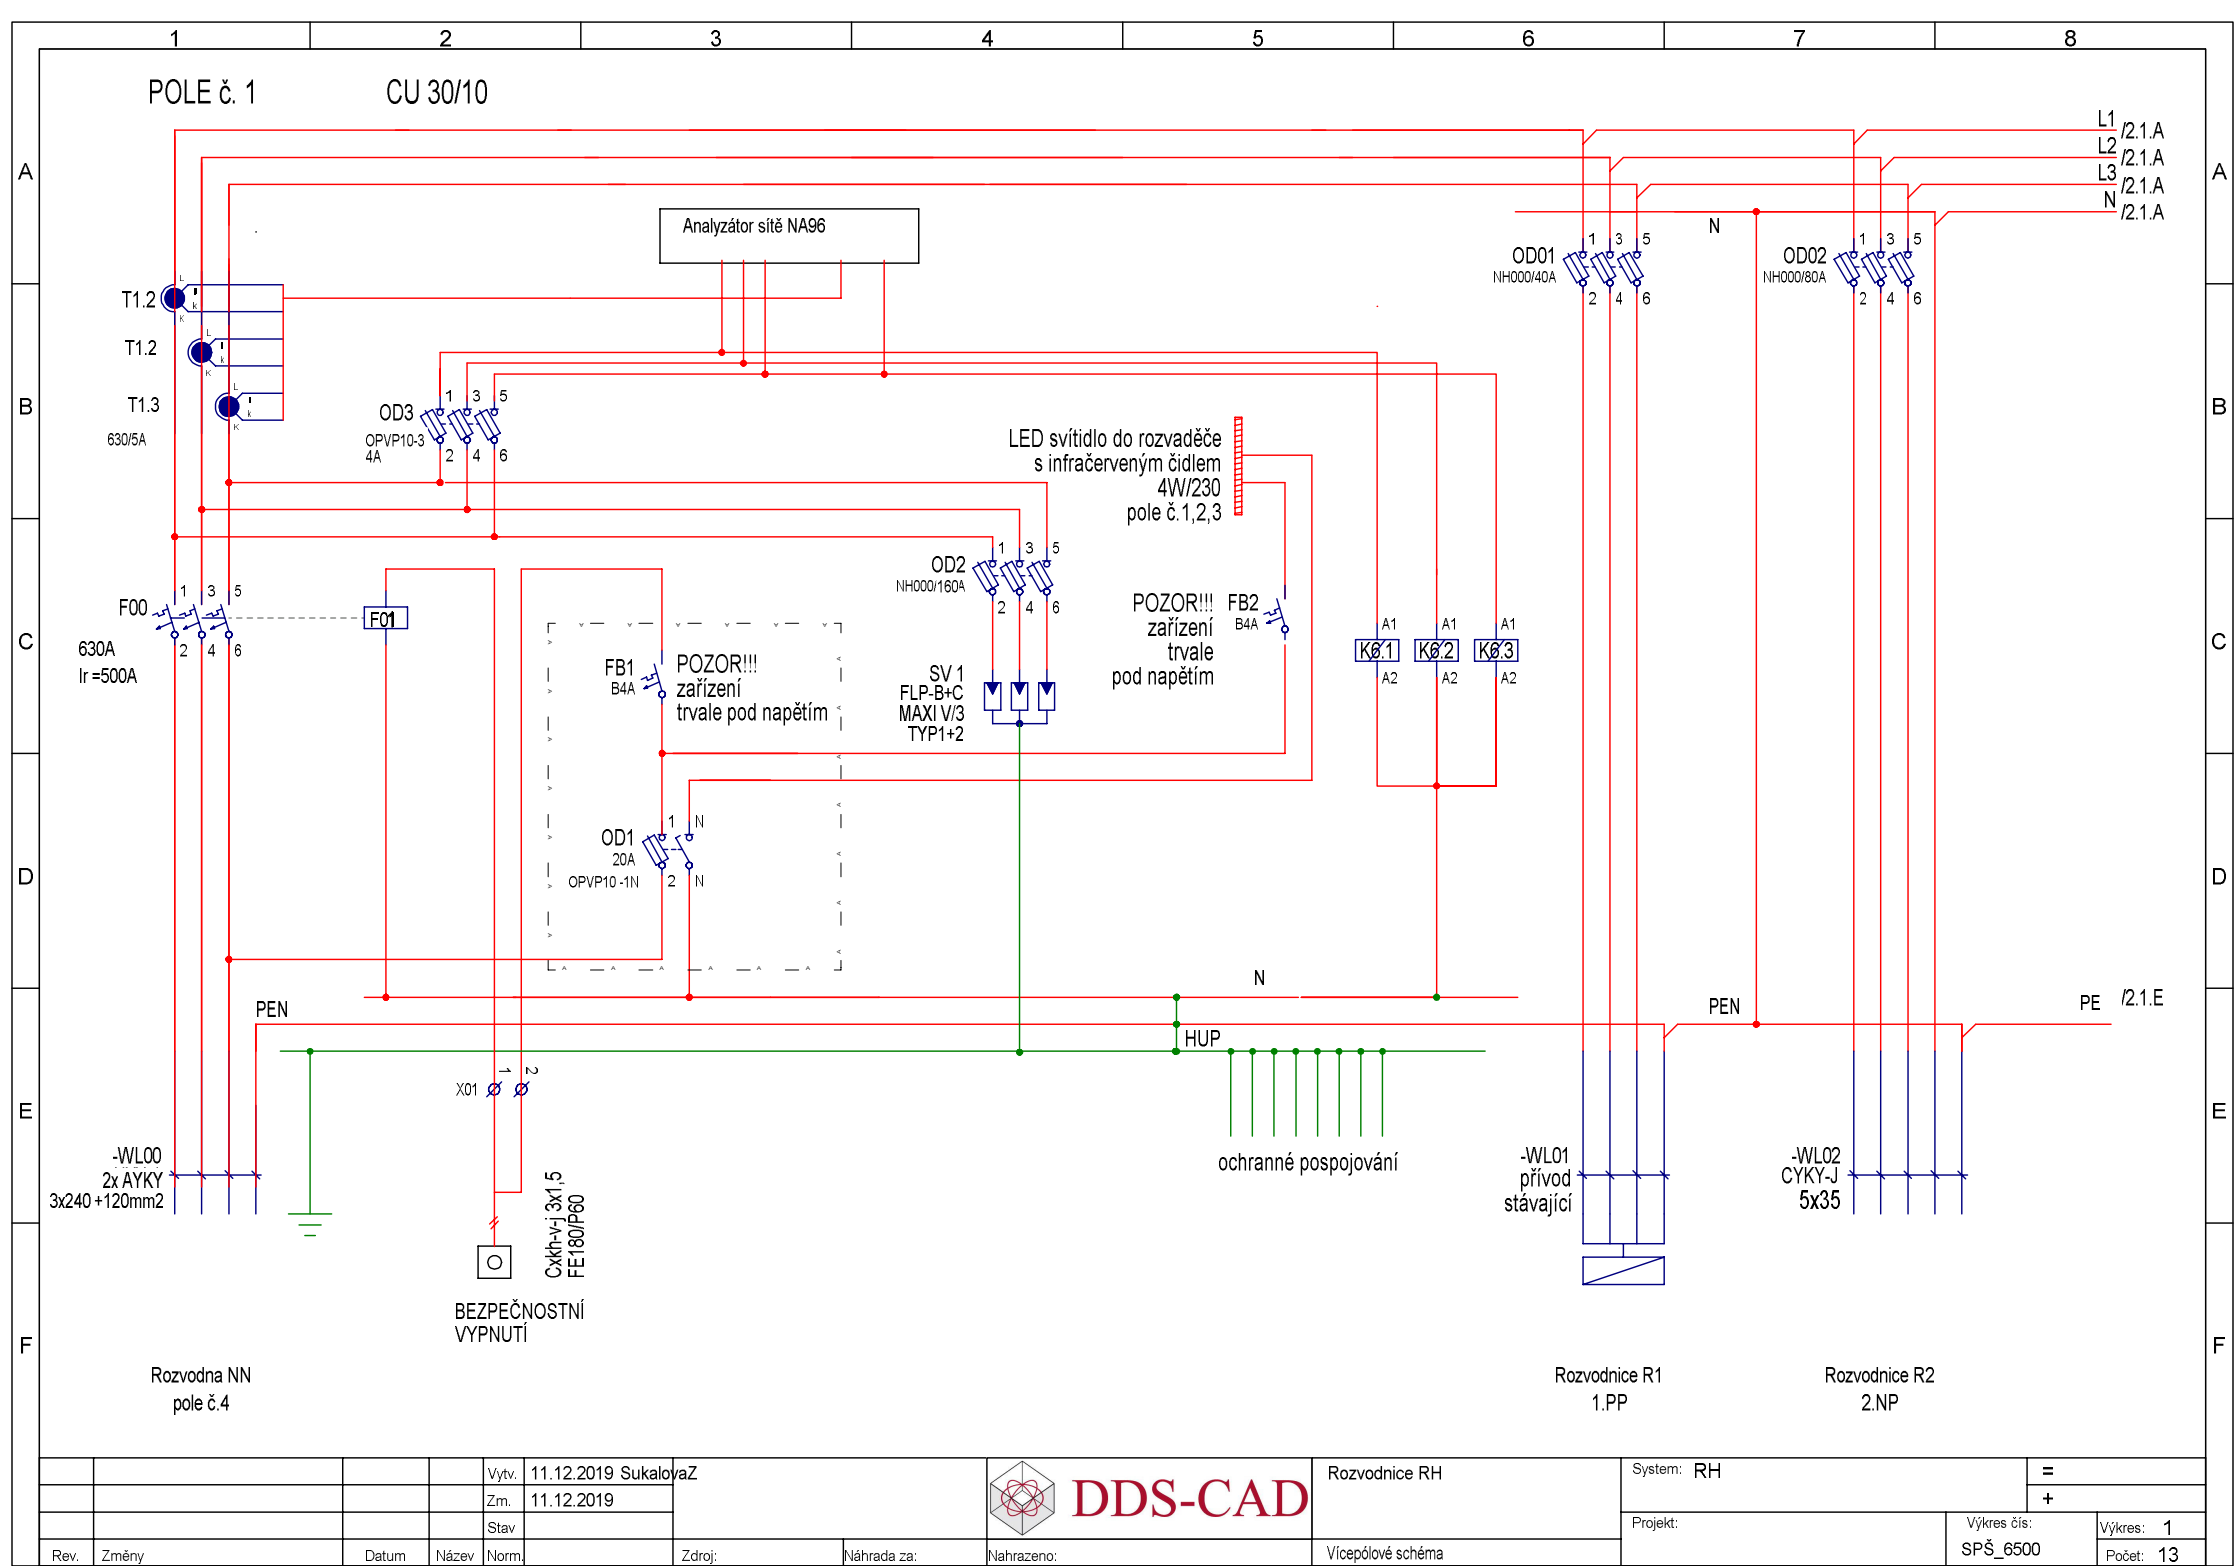 1 2 3 4 5 6 7 8
POLE č. 1
CU 30/10
L1 /2.1.A
L2 /2.1.A
L3 /2.1.A
N /2.1.A
A
A
Analyzátor sítě NA96
N
OD01
NH000/40A
1 3 5
2 4 6
OD02
NH000/80A
1 3 5
2 4 6
T1.2
L
k
K
T1.2
L
k
K
T1.3
L
k
K
630/5A
B
B
OD3
OPVP10-3
4A
1 3 5
2 4 6
LED svítidlo do rozvaděče
s infračerveným čidlem
4W/230
pole č.1,2,3
OD2
NH000/160A
1 3 5
2 4 6
F00
1 3 5
2 4 6
630A
Ir =500A
F01
C
C
FB1
B4A
POZOR!!!
zařízení
trvale pod napětím
SV 1
FLP-B+C
MAXI V/3
TYP1+2
POZOR!!!
zařízení
trvale
pod napětím
FB2
B4A
A1 A1 A1
K6.1 K6.2 K6.3
A2 A2 A2
OD1
20A
OPVP10 -1N
1 N
2 N
D
D
N
PEN
PEN
PE /2.1.E
HUP
X01
1 2
E
E
-WL00
2x AYKY
3x240 +120mm2
Cxkh-v-j 3x1,5
FE180/P60
ochranné pospojování
-WL01
přívod
stávající
-WL02
CYKY-J
5x35
BEZPEČNOSTNÍ
VYPNUTÍ
F
F
Rozvodna NN
pole č.4
Rozvodnice R1
1.PP
Rozvodnice R2
2.NP
Vytv. 11.12.2019 SukalovaZ
Zm. 11.12.2019
Stav
Rev. Změny Datum Název Norm.
Zdroj:
Náhrada za:
Nahrazeno:
DDS-CAD
Rozvodnice RH
Vícepólové schéma
System: RH
=
+
Projekt:
Výkres čís:
SPŠ_6500
Výkres: 1
Počet: 13